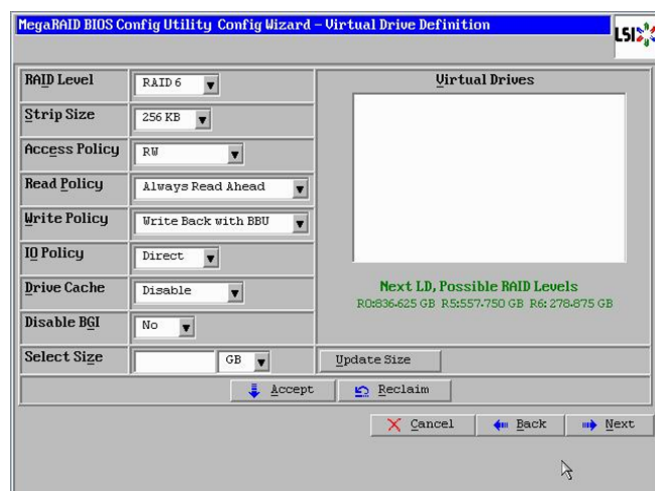 MegaRAID BIOS Config Utility Config Wizard – Virtual Drive Definition
LSI
RAID Level
RAID 6
Virtual Drives
Strip Size
256 KB
Access Policy
RW
Read Policy
Always Read Ahead
Write Policy
Write Back with BBU
IO Policy
Direct
Drive Cache
Disable
Next LD, Possible RAID Levels
R0:836.625 GB R5:557.750 GB R6: 278.875 GB
Disable BGI
No
Select Size
GB
Update Size
Accept
Reclaim
Cancel
Back
Next